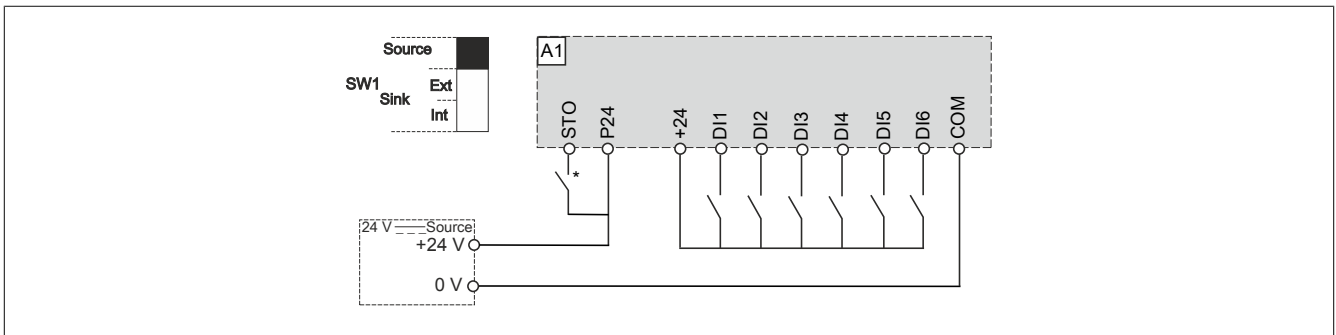 Source
SW1
Sink
Ext
Int
A1
STO
P24
+24
DI1
DI2
DI3
DI4
DI5
DI6
COM
*
24 V
Source
+24 V
0 V